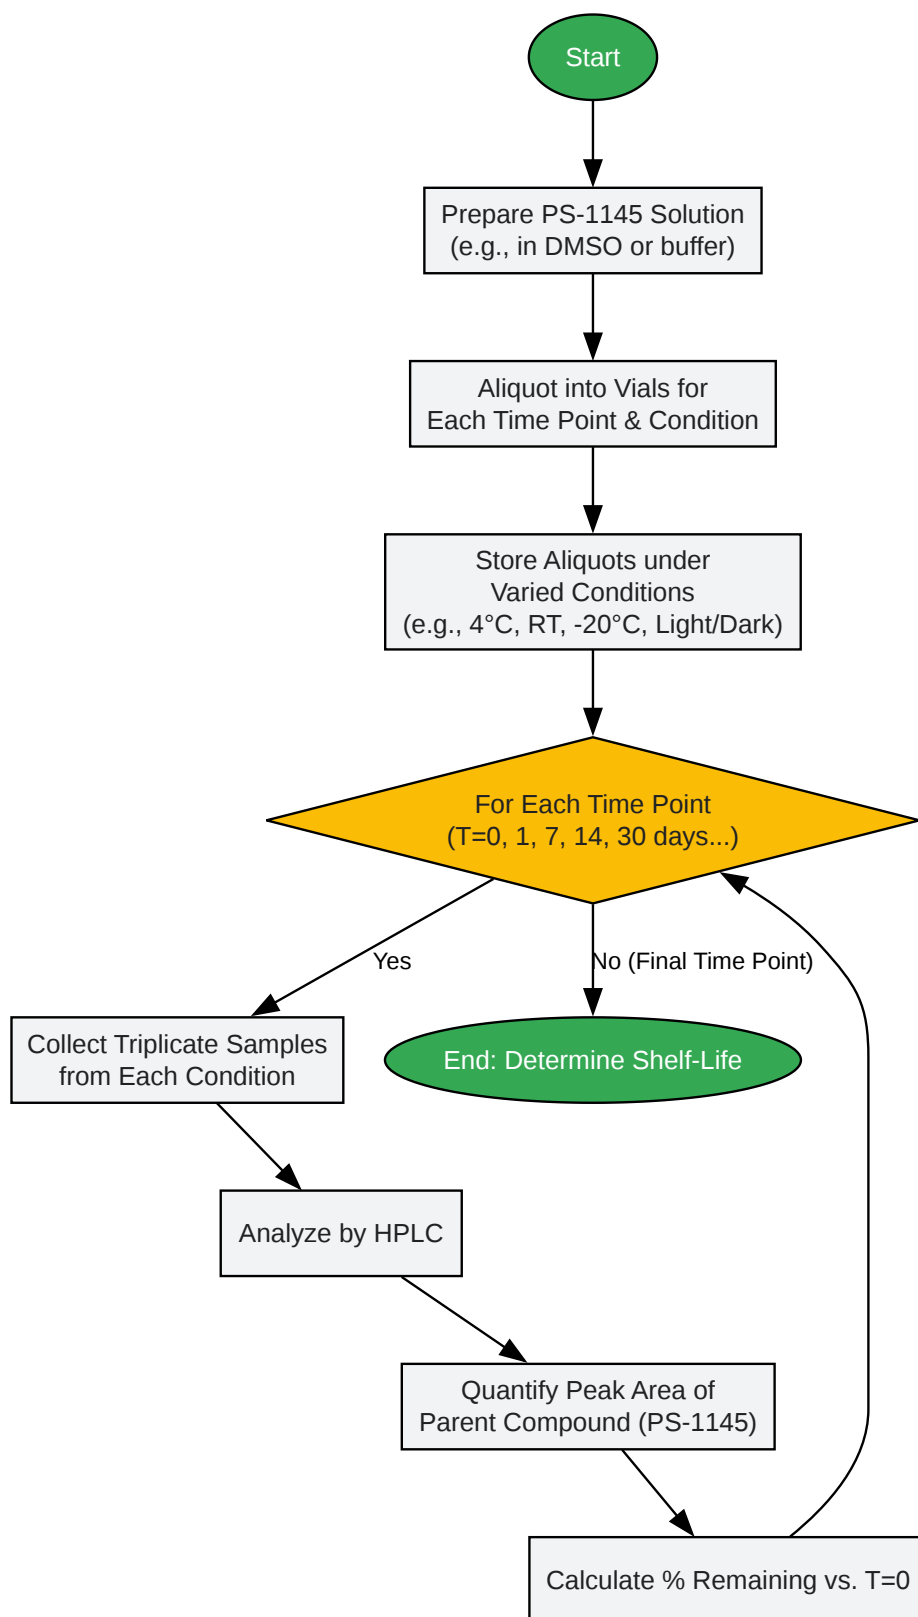 Start
Prepare PS-1145 Solution
(e.g., in DMSO or buffer)
Aliquot into Vials for
Each Time Point & Condition
Store Aliquots under
Varied Conditions
(e.g., 4°C, RT, -20°C, Light/Dark)
For Each Time Point
(T=0, 1, 7, 14, 30 days...)
Yes
No (Final Time Point)
Collect Triplicate Samples
from Each Condition
End: Determine Shelf-Life
Analyze by HPLC
Quantify Peak Area of
Parent Compound (PS-1145)
Calculate % Remaining vs. T=0